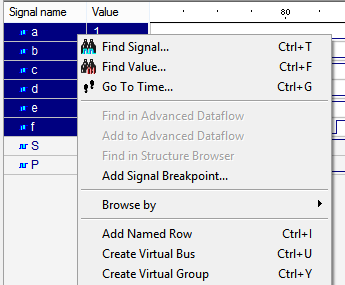 Signal name Value 80
a 1
b
c
d
e
f
S
P
Find Signal... Ctrl+T
Find Value... Ctrl+F
Go To Time... Ctrl+G
Find in Advanced Dataflow
Add to Advanced Dataflow
Find in Structure Browser
Add Signal Breakpoint...
Browse by
Add Named Row Ctrl+I
Create Virtual Bus Ctrl+U
Create Virtual Group Ctrl+Y